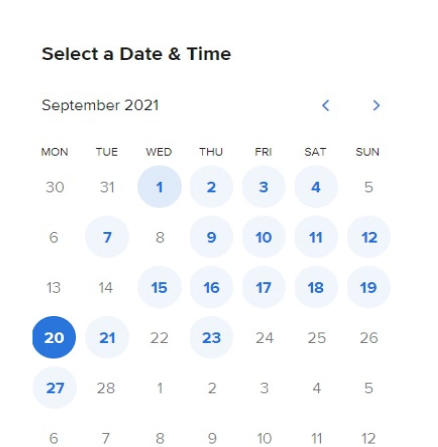 Select a Date & Time
September 2021
MON TUE WED THU FRI SAT SUN
30 31 1 2 3 4 5
6 7 8 9 10 11 12
13 14 15 16 17 18 19
20 21 22 23 24 25 26
27 28 1 2 3 4 5
6 7 8 9 10 11 12